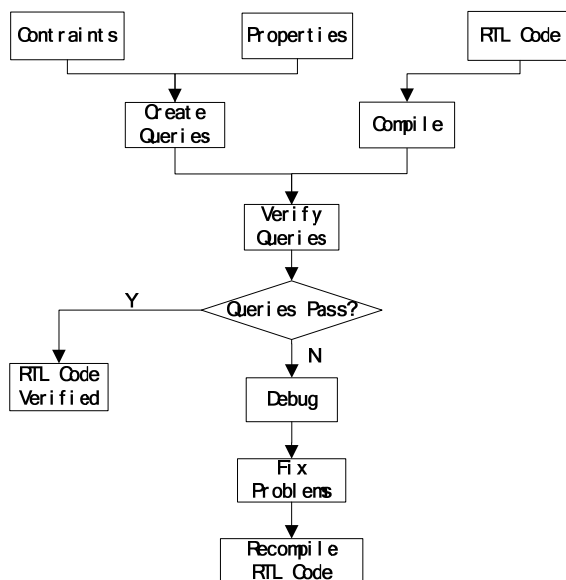 Contraints
Properties
RTL Code
Create
Queries
Compile
Verify
Queries
Queries Pass?
Y
N
RTL Code
Verified
Debug
Fix
Problems
Recompile
RTL Code